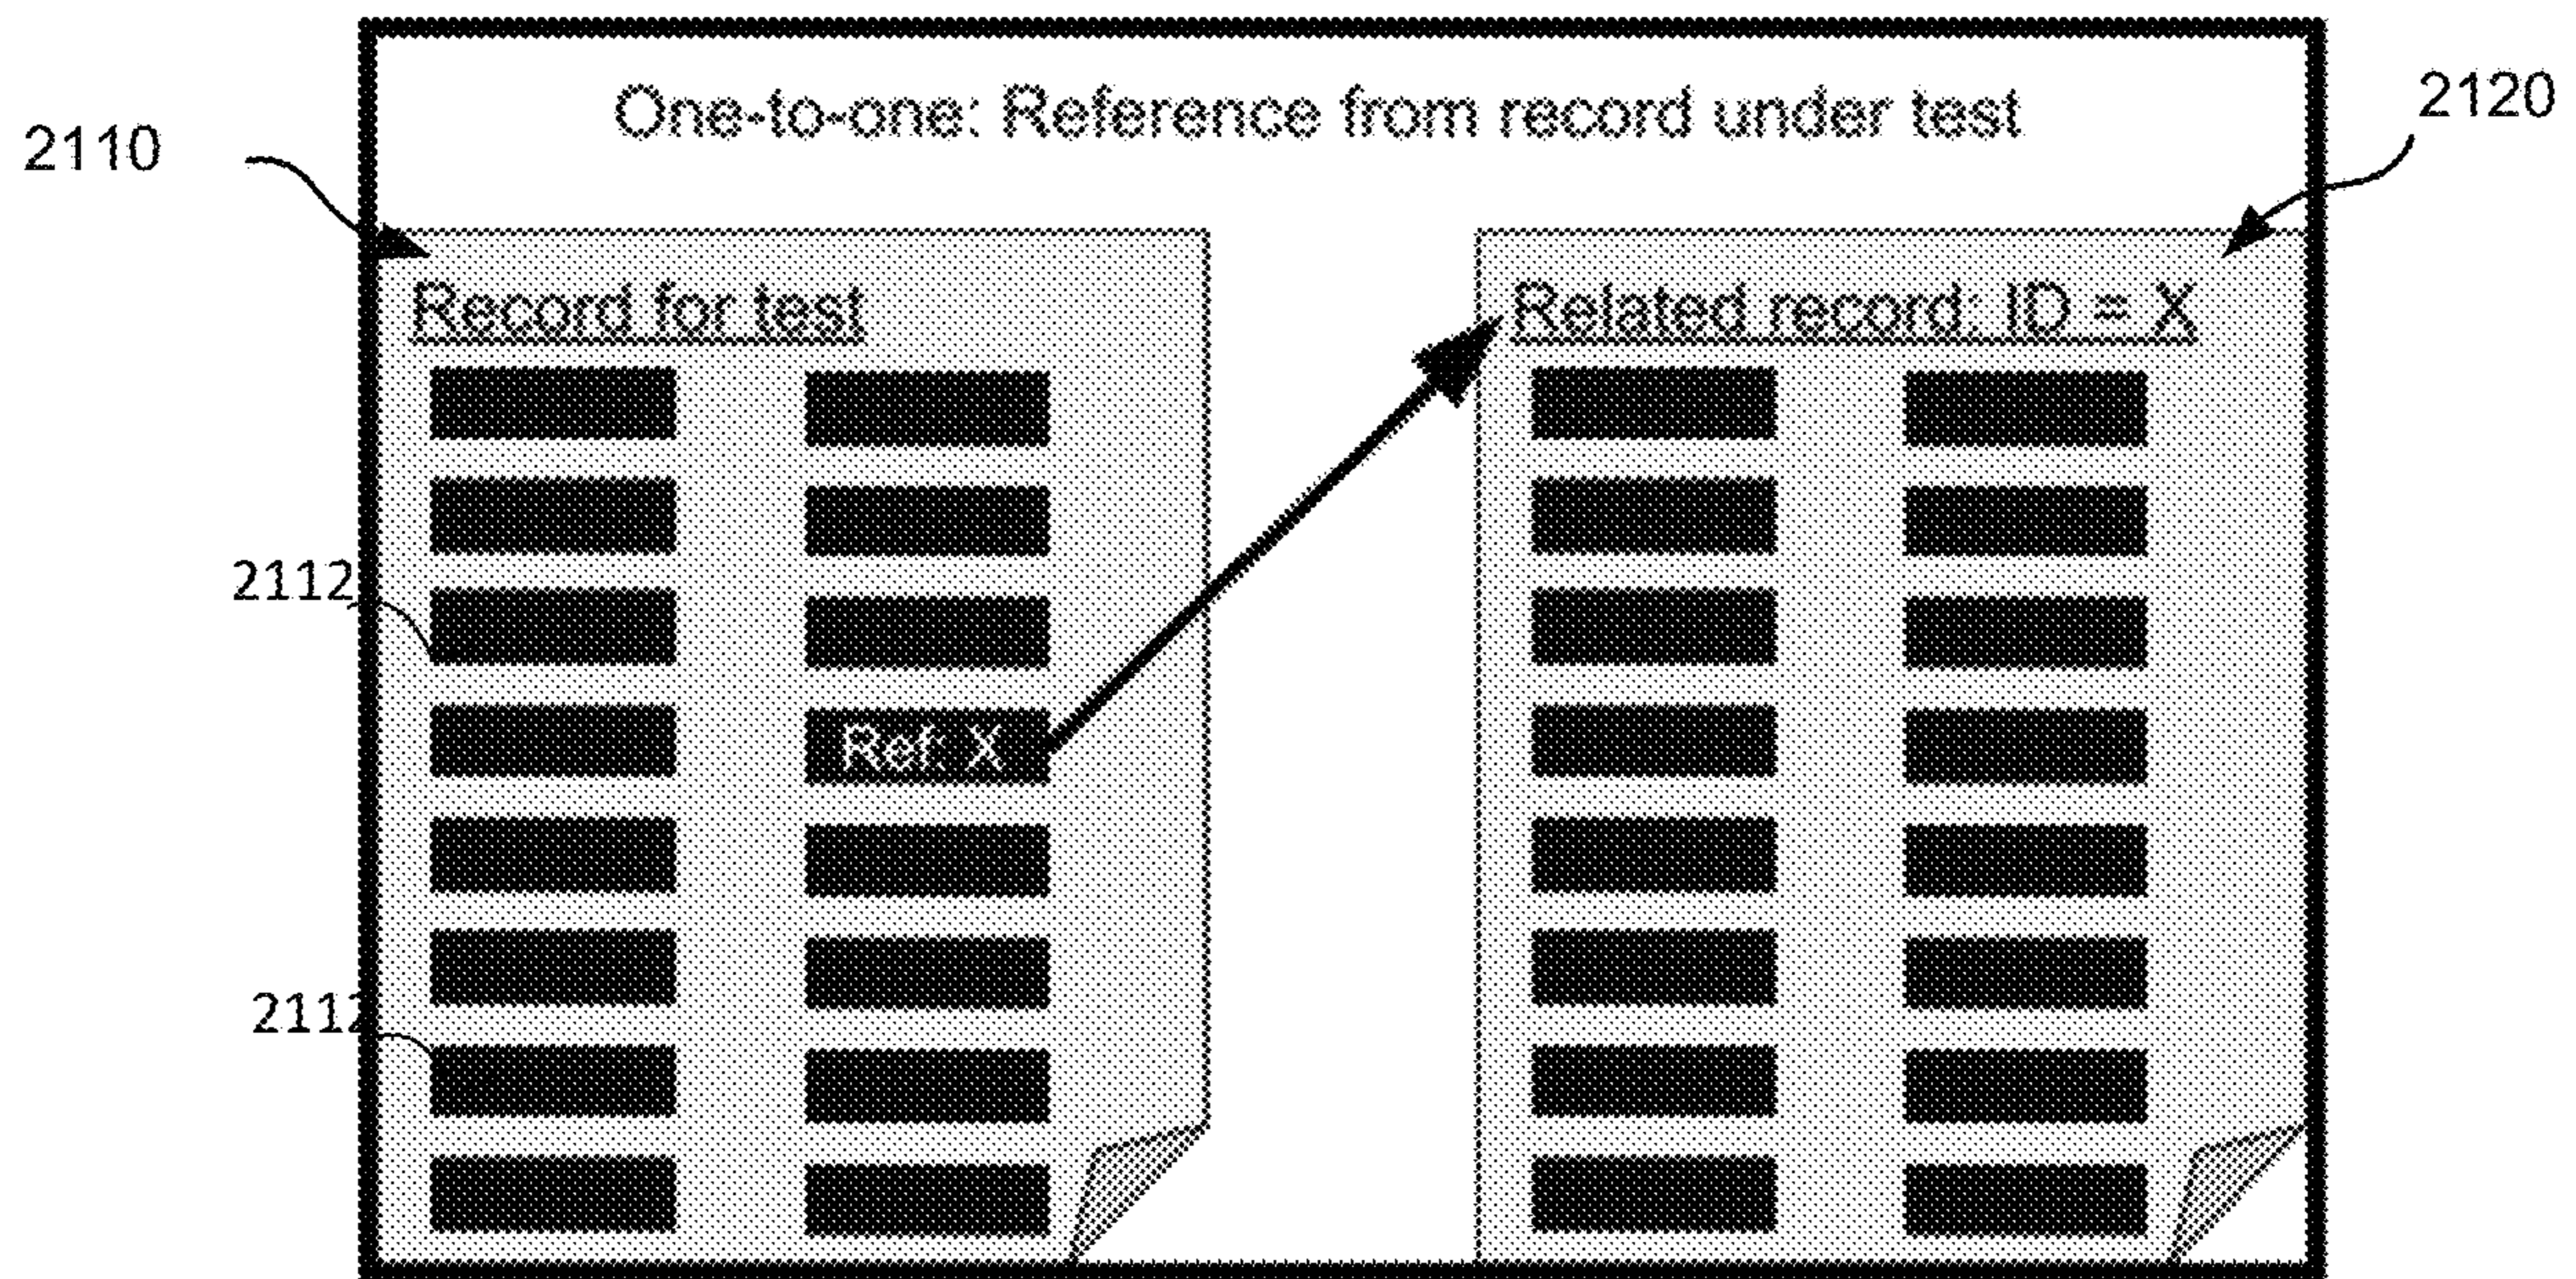 One-to-one: Reference from record under test
2110
2120
Record for test
Related record: ID = X
2112
Ref: X
2112